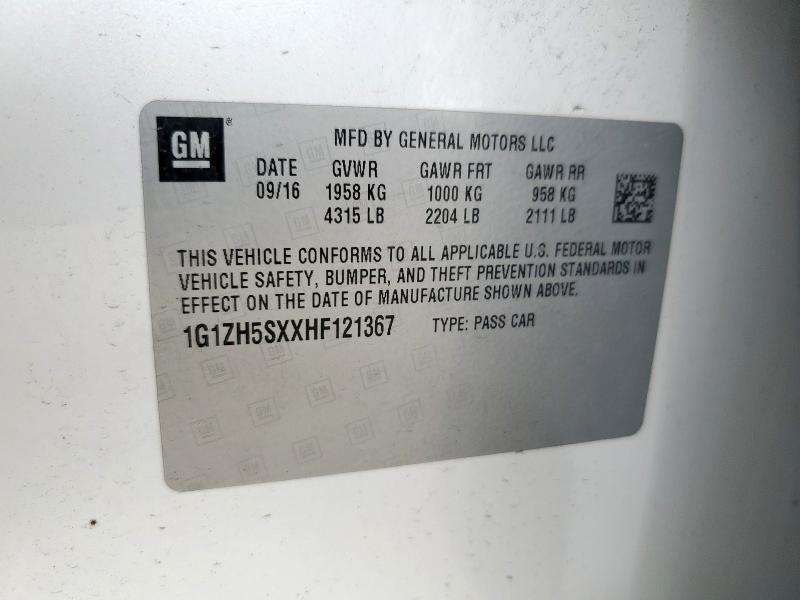 GM®
MFD BY GENERAL MOTORS LLC
DATE GVWR GAWR FRT GAWR RR
09/16 1958 KG 1000 KG 958 KG
4315 LB 2204 LB 2111 LB
THIS VEHICLE CONFORMS TO ALL APPLICABLE U.S. FEDERAL MOTOR
VEHICLE SAFETY, BUMPER, AND THEFT PREVENTION STANDARDS IN
EFFECT ON THE DATE OF MANUFACTURE SHOWN ABOVE.
1G1ZH5SXXHF121367 TYPE: PASS CAR